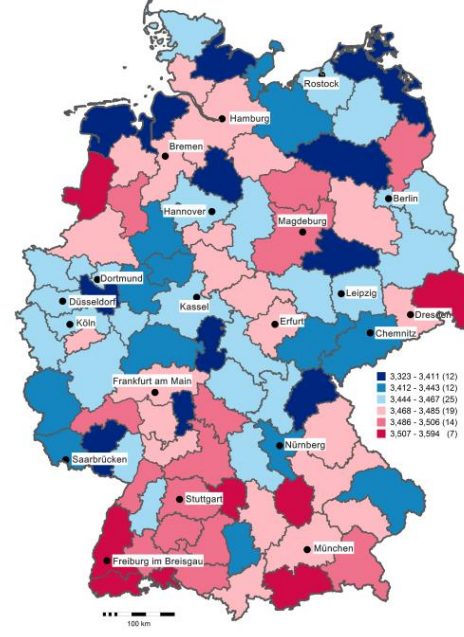 Rostock
Hamburg
Bremen
Berlin
Hannover
Magdeburg
Dortmund
Düsseldorf
Leipzig
Kassel
Köln
Erfurt
Dresden
Chemnitz
Frankfurt am Main
3,323 - 3,411 (12)
3,412 - 3,443 (12)
3,444 - 3,467 (25)
3,468 - 3,485 (19)
3,486 - 3,506 (14)
3,507 - 3,594 (7)
Nürnberg
Saarbrücken
Stuttgart
München
Freiburg im Breisgau
100 km